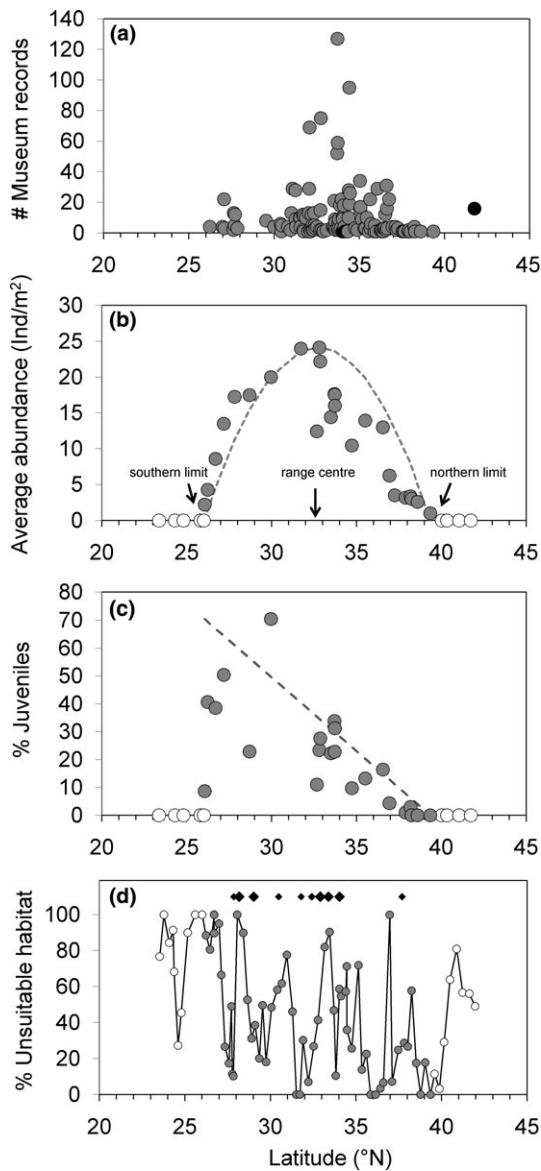 (a)
# Museum records
140
120
100
80
60
40
20
0
20 25 30 35 40 45
(b)
Average abundance (Ind/m²)
30
25
20
15
10
5
0
southern limit range centre northern limit
20 25 30 35 40 45
(c)
% Juveniles
80
70
60
50
40
30
20
10
0
20 25 30 35 40 45
(d)
% Unsuitable habitat
100
80
60
40
20
0
20 25 30 35 40 45
Latitude (°N)